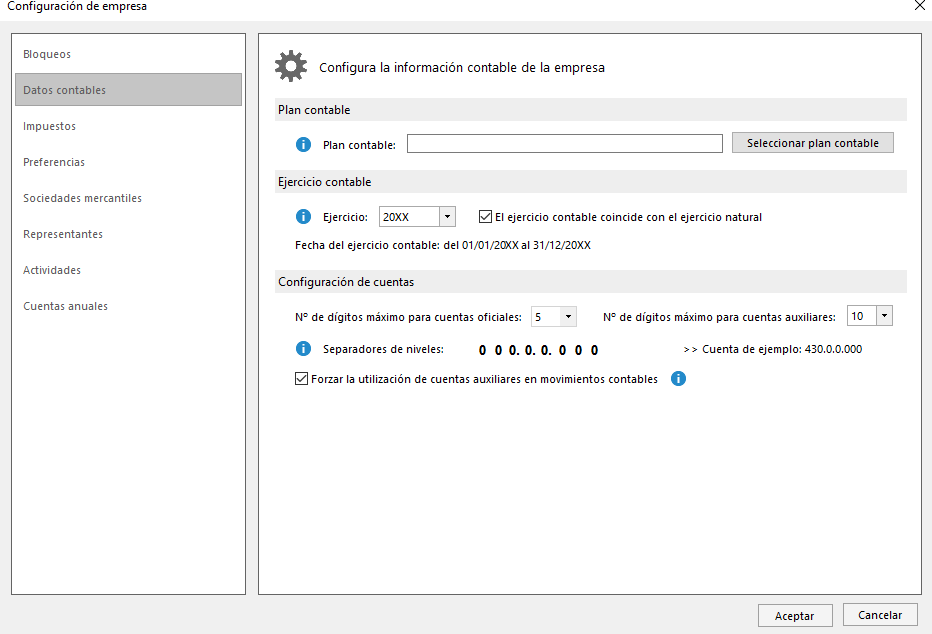 Configuración de empresa
Bloqueos
Datos contables
Impuestos
Preferencias
Sociedades mercantiles
Representantes
Actividades
Cuentas anuales
Configura la información contable de la empresa
Plan contable
Plan contable:
Seleccionar plan contable
Ejercicio contable
Ejercicio: 20XX El ejercicio contable coincide con el ejercicio natural
Fecha del ejercicio contable: del 01/01/20XX al 31/12/20XX
Configuración de cuentas
Nº de dígitos máximo para cuentas oficiales: 5 Nº de dígitos máximo para cuentas auxiliares: 10
Separadores de niveles: 0 0 0. 0. 0. 0 0 0 >> Cuenta de ejemplo: 430.0.0.000
Forzar la utilización de cuentas auxiliares en movimientos contables
Aceptar Cancelar